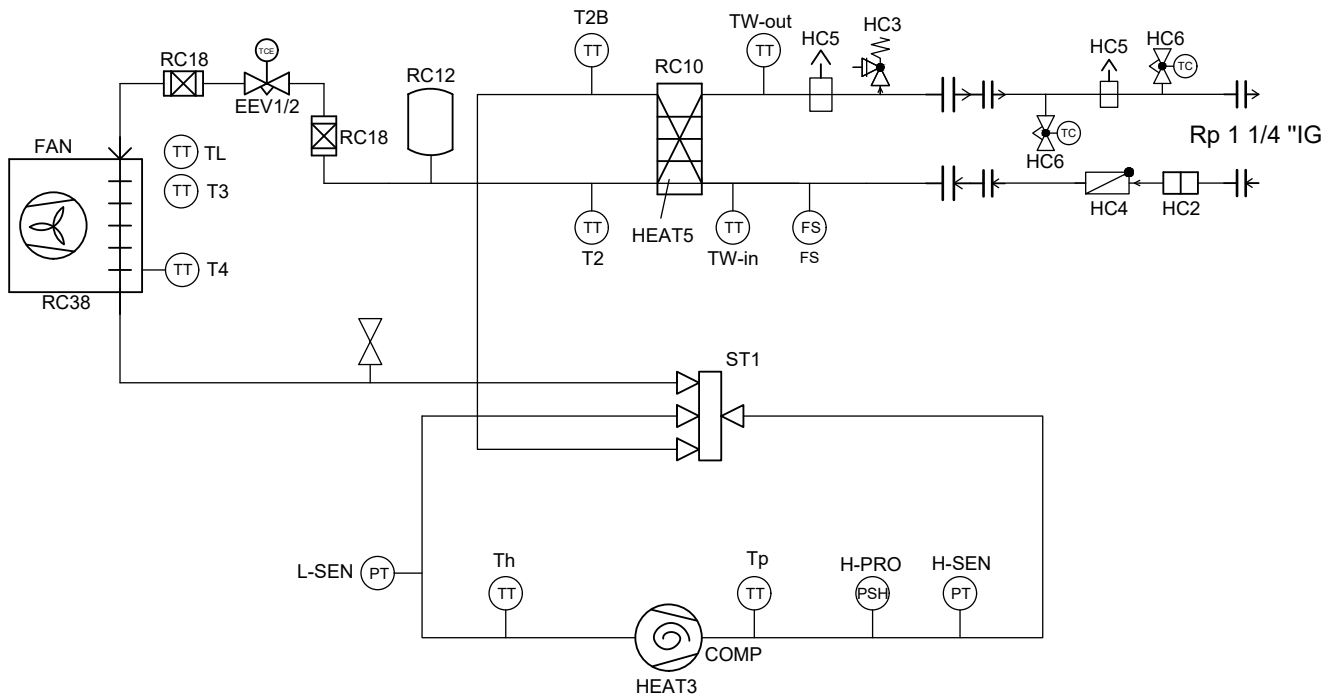 T2B
TW-out
HC3
HC5
HC5
HC6
RC18
TCE
TT
TT
RC12
RC10
TC
EEV1/2
TC
RC18
Rp 1 1/4 "IG
FAN
TT
TL
HC6
TT
T3
HC4
HC2
TT
TT
FS
HEAT5
T2
TW-in
FS
TT
T4
RC38
ST1
L-SEN
PT
Th
TT
Tp
TT
H-PRO
PSH
H-SEN
PT
COMP
HEAT3